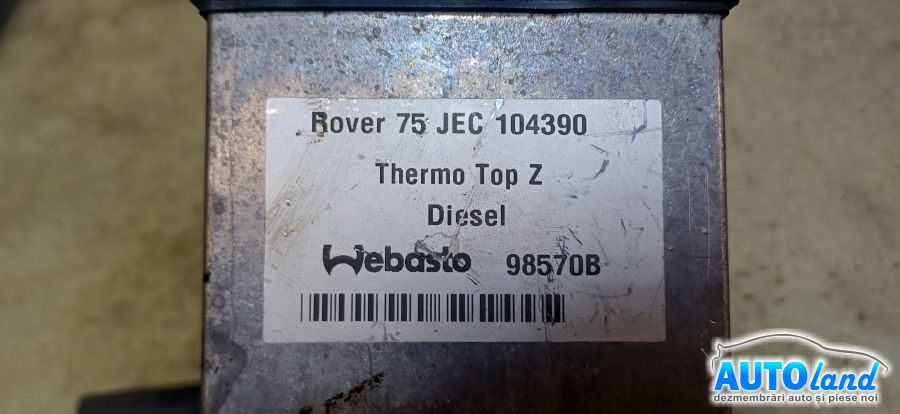 Rover 75 JEC 104390
Thermo Top Z
Diesel
Webasto 98570B
AUTOland
dezmembrări auto și piese noi